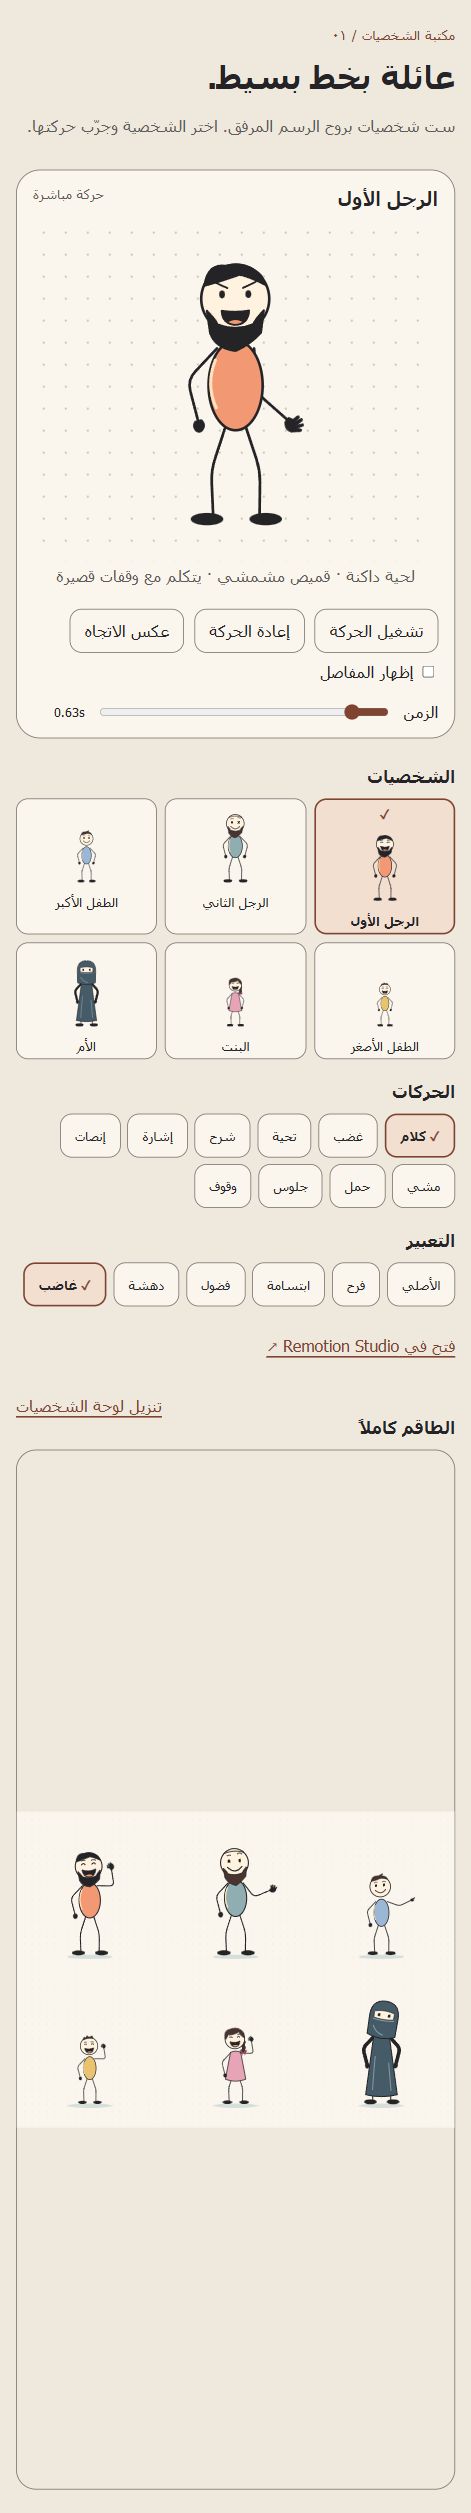 مكتبة الشخصيات / ٠١
عائلة بخط بسيط.
ست شخصيات بروح الرسم المرفق. اختر الشخصية وجرّب حركتها.
الرجل الأول
حركة مباشرة
لحية داكنة · قميص مشمشي · يتكلم مع وقفات قصيرة
تشغيل الحركة
إعادة الحركة
عكس الاتجاه
إظهار المفاصل
الزمن
0.63s
الشخصيات
✓
الرجل الأول
الرجل الثاني
الطفل الأكبر
الطفل الأصغر
البنت
الأم
الحركات
✓ كلام
غضب
تحية
شرح
إشارة
إنصات
مشي
حمل
جلوس
وقوف
التعبير
الأصلي
فرح
ابتسامة
فضول
دهشة
✓ غاضب
فتح في Remotion Studio ↗
تنزيل لوحة الشخصيات
الطاقم كاملاً